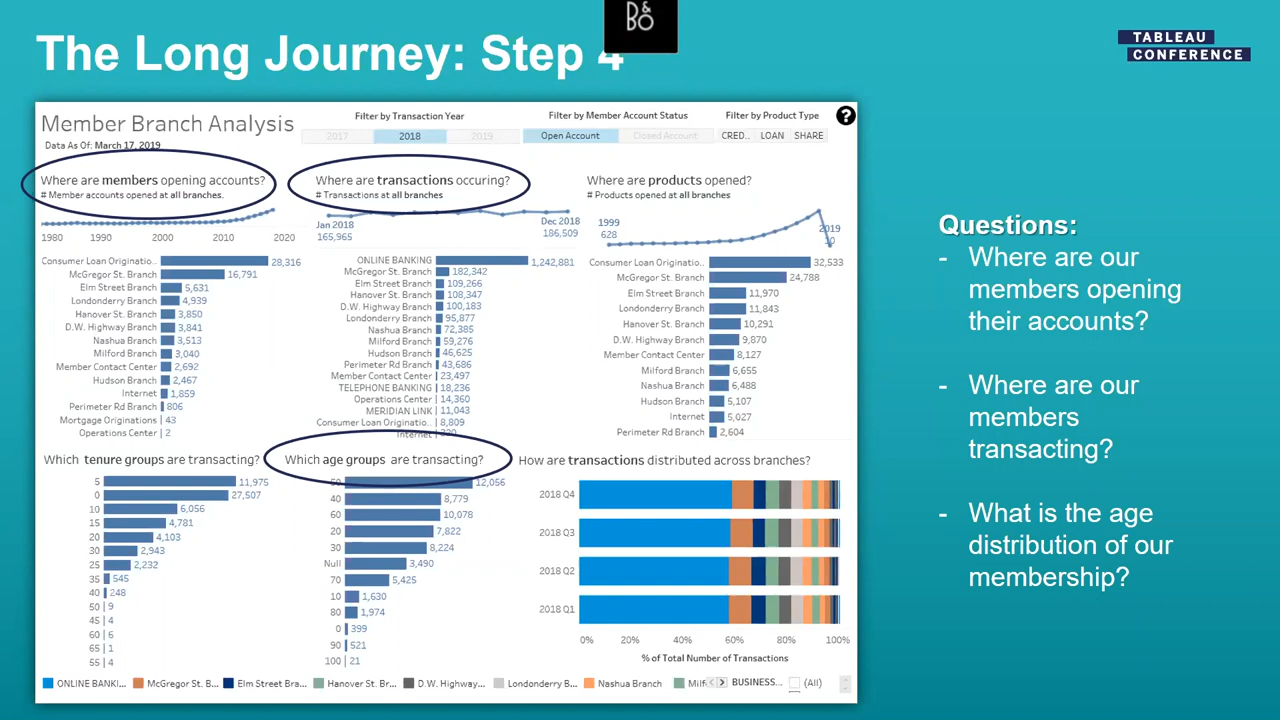 D&
BO
The Long Journey: Step 4
TABLEAU
CONFERENCE
Member Branch Analysis
Data As Of: March 17, 2019
Filter by Transaction Year
2017 2018 2019
Filter by Member Account Status
Open Account Closed Account
Filter by Product Type
CRED.. LOAN SHARE
?
Where are members opening accounts?
# Member accounts opened at all branches.
1980 1990 2000 2010 2020
Consumer Loan Originatio.. 28,316
McGregor St. Branch 16,791
Elm Street Branch 5,631
Londonderry Branch 4,939
Hanover St. Branch 3,850
D.W. Highway Branch 3,841
Nashua Branch 3,513
Milford Branch 3,040
Member Contact Center 2,692
Hudson Branch 2,467
Internet 1,859
Perimeter Rd Branch 806
Mortgage Originations 43
Operations Center 2
Where are transactions occuring?
# Transactions at all branches
Jan 2018
165,965
Dec 2018
186,509
ONLINE BANKING 1,242,881
McGregor St. Branch 182,342
Elm Street Branch 109,266
Hanover St. Branch 108,347
D.W. Highway Branch 100,183
Londonderry Branch 95,877
Nashua Branch 72,385
Milford Branch 59,276
Hudson Branch 46,625
Perimeter Rd Branch 43,686
Member Contact Center 23,497
TELEPHONE BANKING 18,236
Operations Center 14,360
MERIDIAN LINK 11,043
Consumer Loan Originatio.. 8,809
Internet
Where are products opened?
# Products opened at all branches
1999
628
2019
10
Consumer Loan Originatio.. 32,533
McGregor St. Branch 24,788
Elm Street Branch 11,970
Londonderry Branch 11,843
Hanover St. Branch 10,291
D.W. Highway Branch 9,870
Member Contact Center 8,127
Milford Branch 6,655
Nashua Branch 6,488
Hudson Branch 5,107
Internet 5,027
Perimeter Rd Branch 2,604
Which tenure groups are transacting?
5 11,975
0 27,507
10 6,056
15 4,781
20 4,103
30 2,943
25 2,232
35 545
40 248
50 9
45 4
60 6
65 1
55 4
Which age groups are transacting?
50 12,056
40 8,779
60 10,078
20 7,822
30 8,224
Null 3,490
70 5,425
10 1,630
80 1,974
0 399
90 521
100 21
How are transactions distributed across branches?
2018 Q4
2018 Q3
2018 Q2
2018 Q1
0% 20% 40% 60% 80% 100%
% of Total Number of Transactions
ONLINE BANKI... McGregor St. B... Elm Street Bra... Hanover St. Br... D.W. Highway... Londonderry B... Nashua Branch Milf BUSINESS... (All)
Questions:
- Where are our
members opening
their accounts?
- Where are our
members
transacting?
- What is the age
distribution of our
membership?